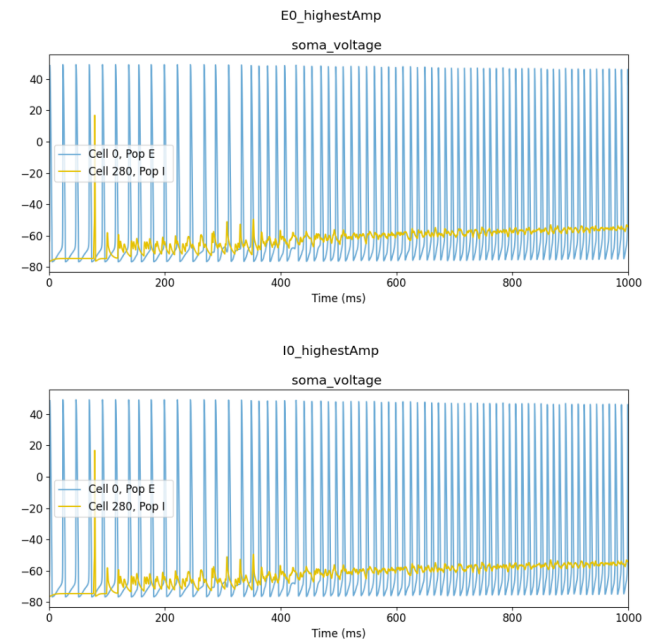 E0_highestAmp
soma_voltage
40
20
0
−20
−40
−60
−80
Cell 0, Pop E
Cell 280, Pop I
0 200 400 600 800 1000
Time (ms)
I0_highestAmp
soma_voltage
40
20
0
−20
−40
−60
−80
Cell 0, Pop E
Cell 280, Pop I
0 200 400 600 800 1000
Time (ms)